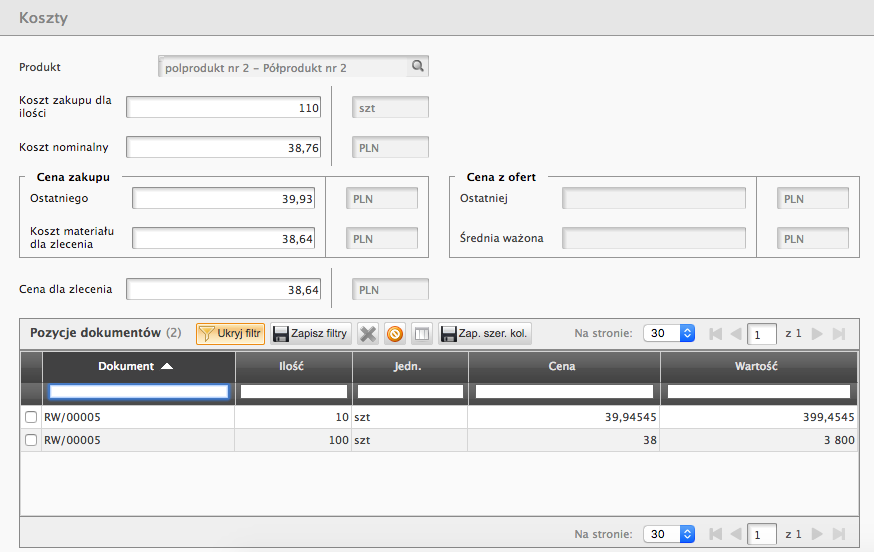 Koszty
Produkt polprodukt nr 2 – Półprodukt nr 2
Koszt zakupu dla ilości 110 szt
Koszt nominalny 38,76 PLN
Cena zakupu
Ostatniego 39,93 PLN
Koszt materiału dla zlecenia 38,64 PLN
Cena z ofert
Ostatniej PLN
Średnia ważona PLN
Cena dla zlecenia 38,64 PLN
Pozycje dokumentów (2) Ukryj filtr Zapisz filtry Zap. szer. kol. Na stronie: 30 1 z 1
Dokument Ilość Jedn. Cena Wartość
RW/00005 10 szt 39,94545 399,4545
RW/00005 100 szt 38 3 800
Na stronie: 30 1 z 1